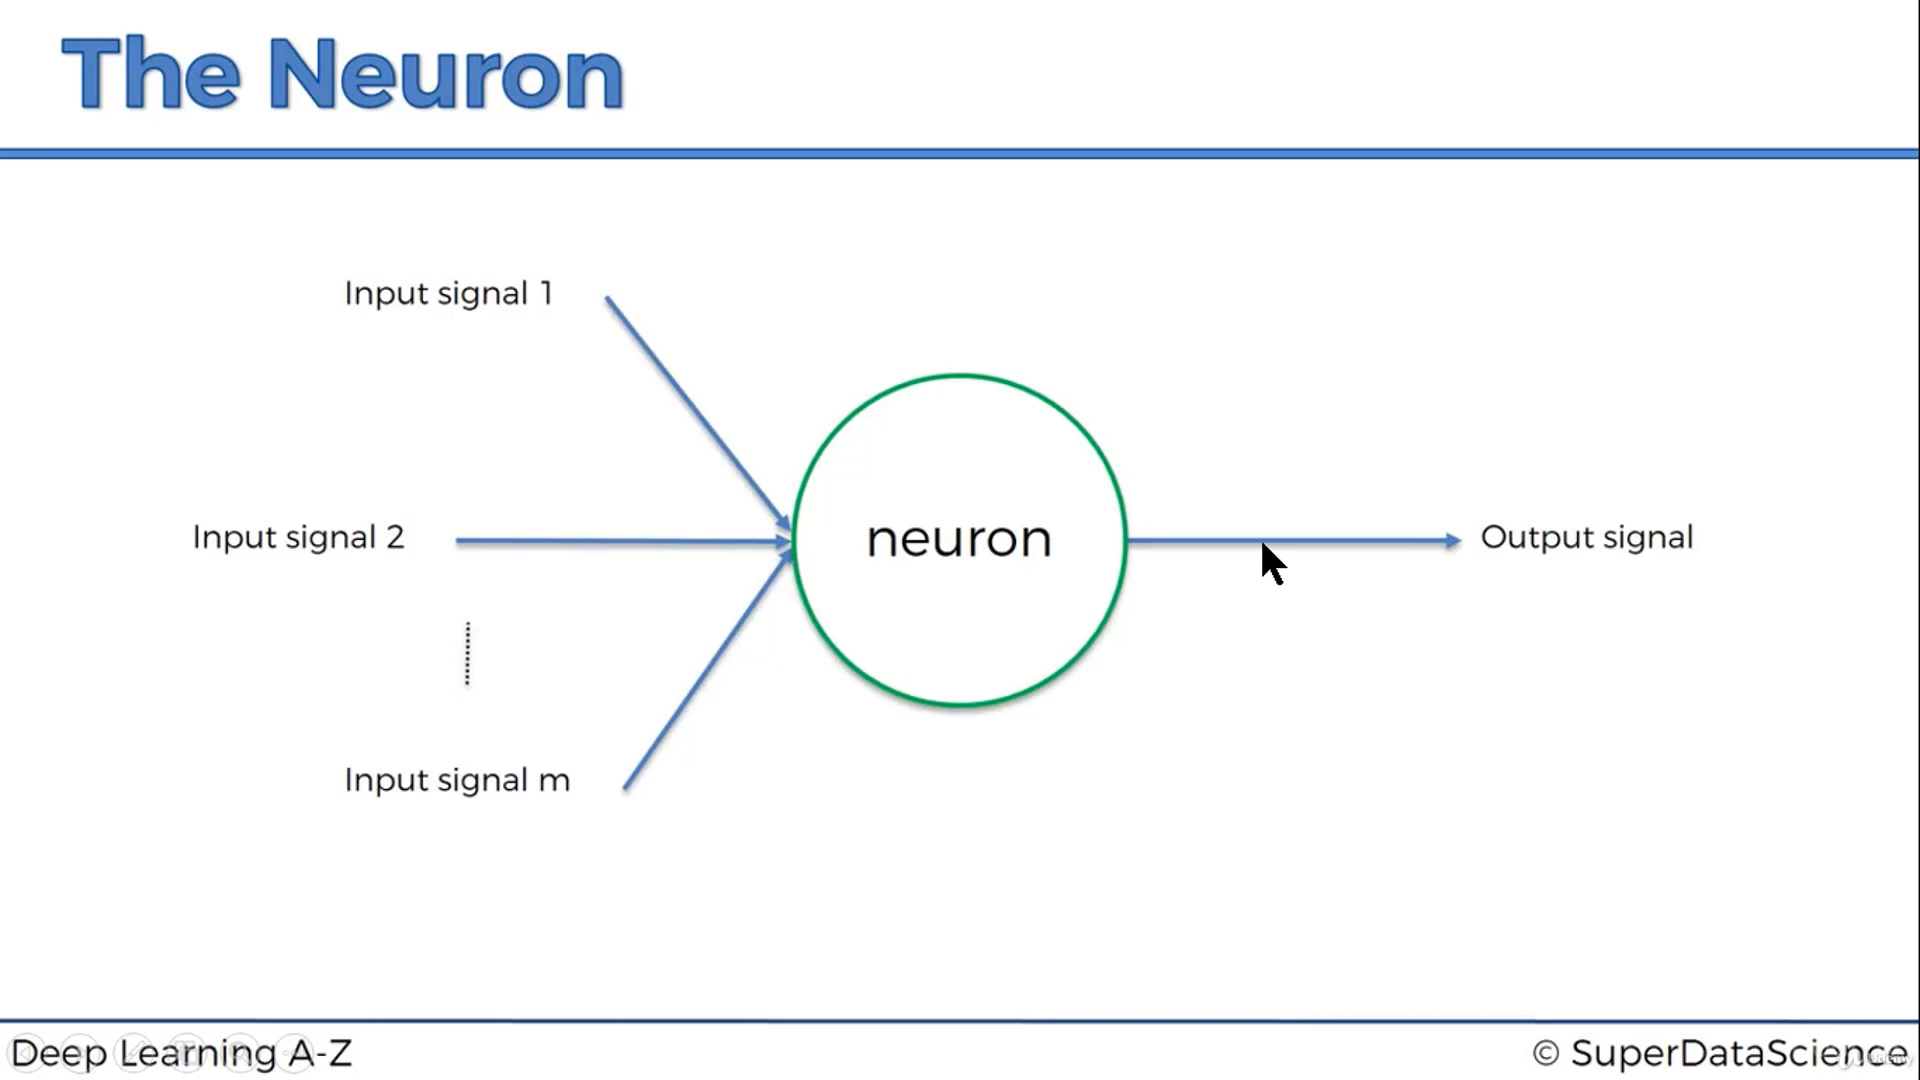 The Neuron
Input signal 1
Input signal 2
neuron
Output signal
Input signal m
Deep Learning A-Z
© SuperDataScience